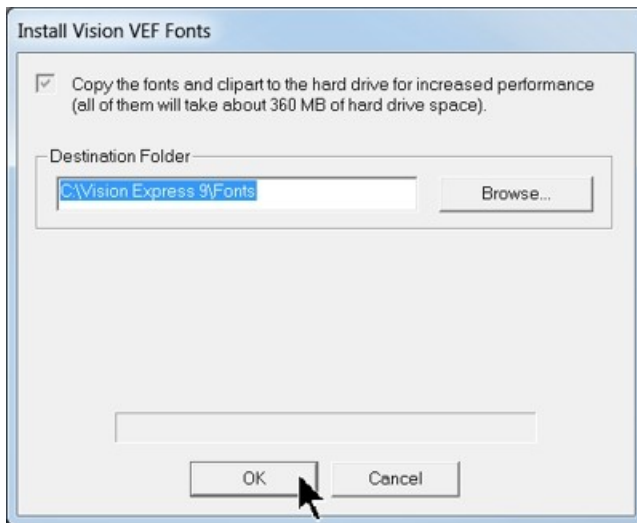 Install Vision VEF Fonts
Copy the fonts and clipart to the hard drive for increased performance
(all of them will take about 360 MB of hard drive space).
Destination Folder
C:\Vision Express 9\Fonts
Browse...
OK
Cancel